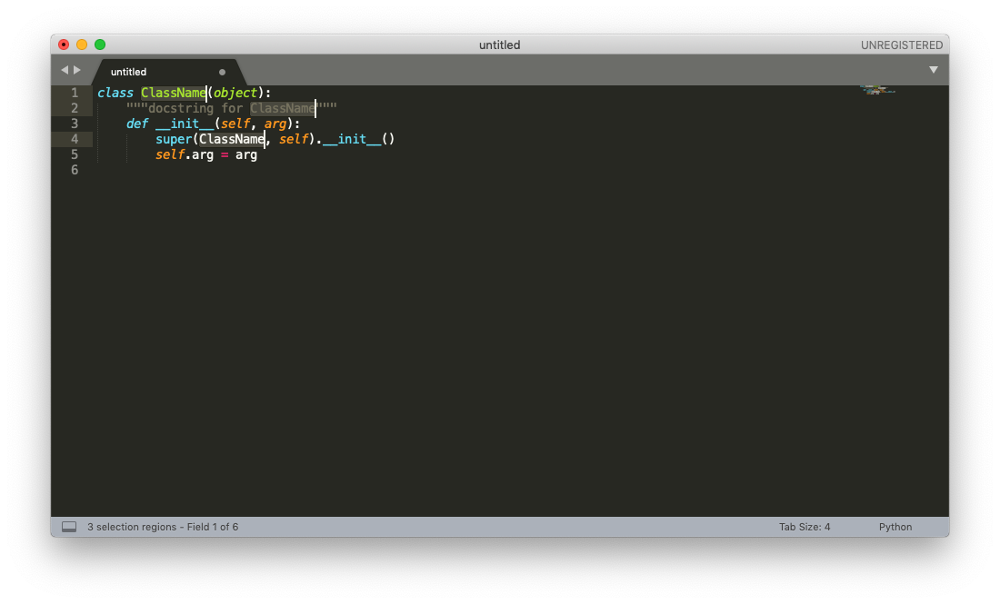 untitled
UNREGISTERED
untitled
1 class ClassName(object):
2     """docstring for ClassName"""
3     def __init__(self, arg):
4         super(ClassName, self).__init__()
5         self.arg = arg
6
3 selection regions - Field 1 of 6
Tab Size: 4
Python